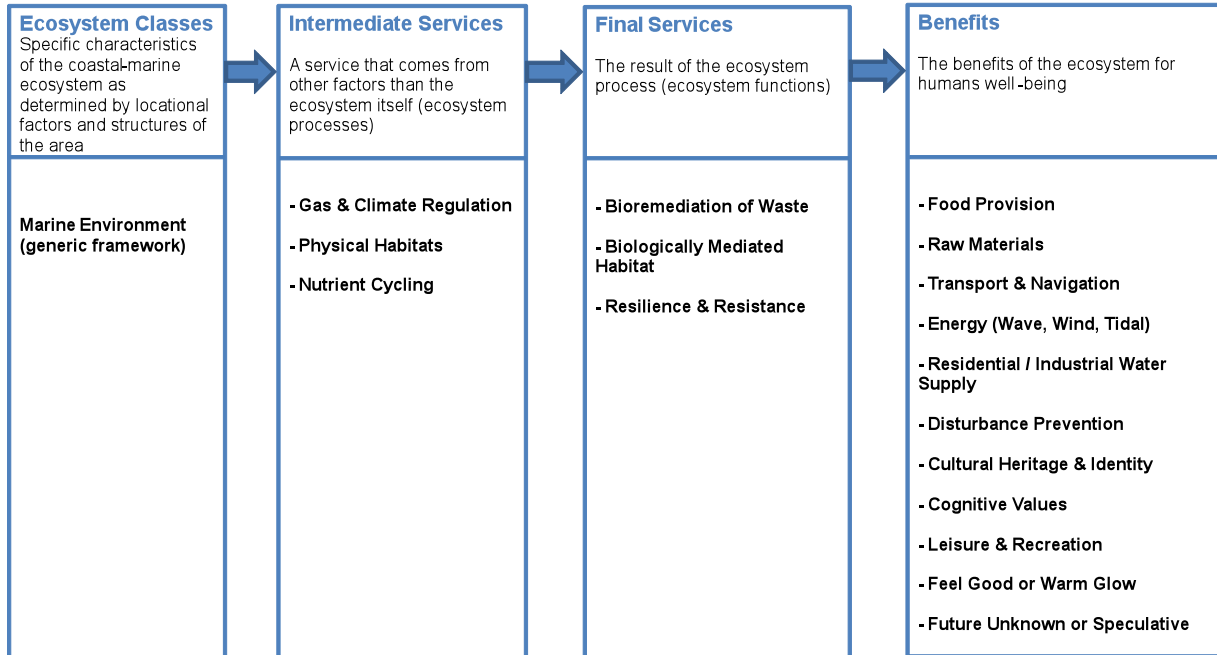 Ecosystem Classes
Specific characteristics
of the coastal-marine
ecosystem as
determined by locational
factors and structures of
the area
Marine Environment
(generic framework)
Intermediate Services
A service that comes from
other factors than the
ecosystem itself (ecosystem
processes)
- Gas & Climate Regulation
- Physical Habitats
- Nutrient Cycling
Final Services
The result of the ecosystem
process (ecosystem functions)
- Bioremediation of Waste
- Biologically Mediated
Habitat
- Resilience & Resistance
Benefits
The benefits of the ecosystem for
humans well-being
- Food Provision
- Raw Materials
- Transport & Navigation
- Energy (Wave, Wind, Tidal)
- Residential / Industrial Water
Supply
- Disturbance Prevention
- Cultural Heritage & Identity
- Cognitive Values
- Leisure & Recreation
- Feel Good or Warm Glow
- Future Unknown or Speculative